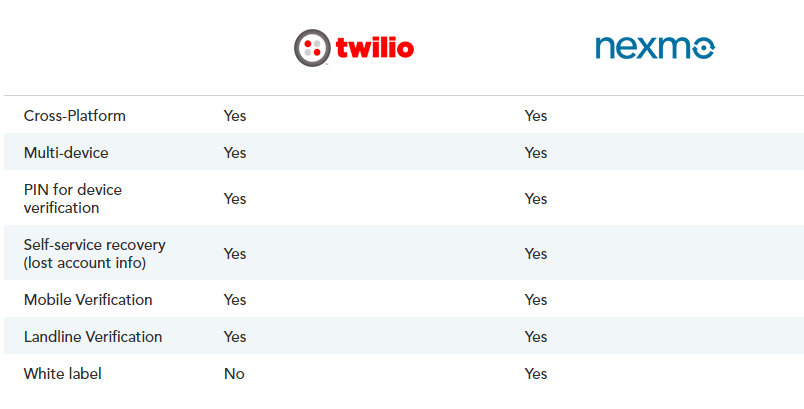 twilio nexmo
Cross-Platform Yes Yes
Multi-device Yes Yes
PIN for device
verification Yes Yes
Self-service recovery
(lost account info) Yes Yes
Mobile Verification Yes Yes
Landline Verification Yes Yes
White label No Yes